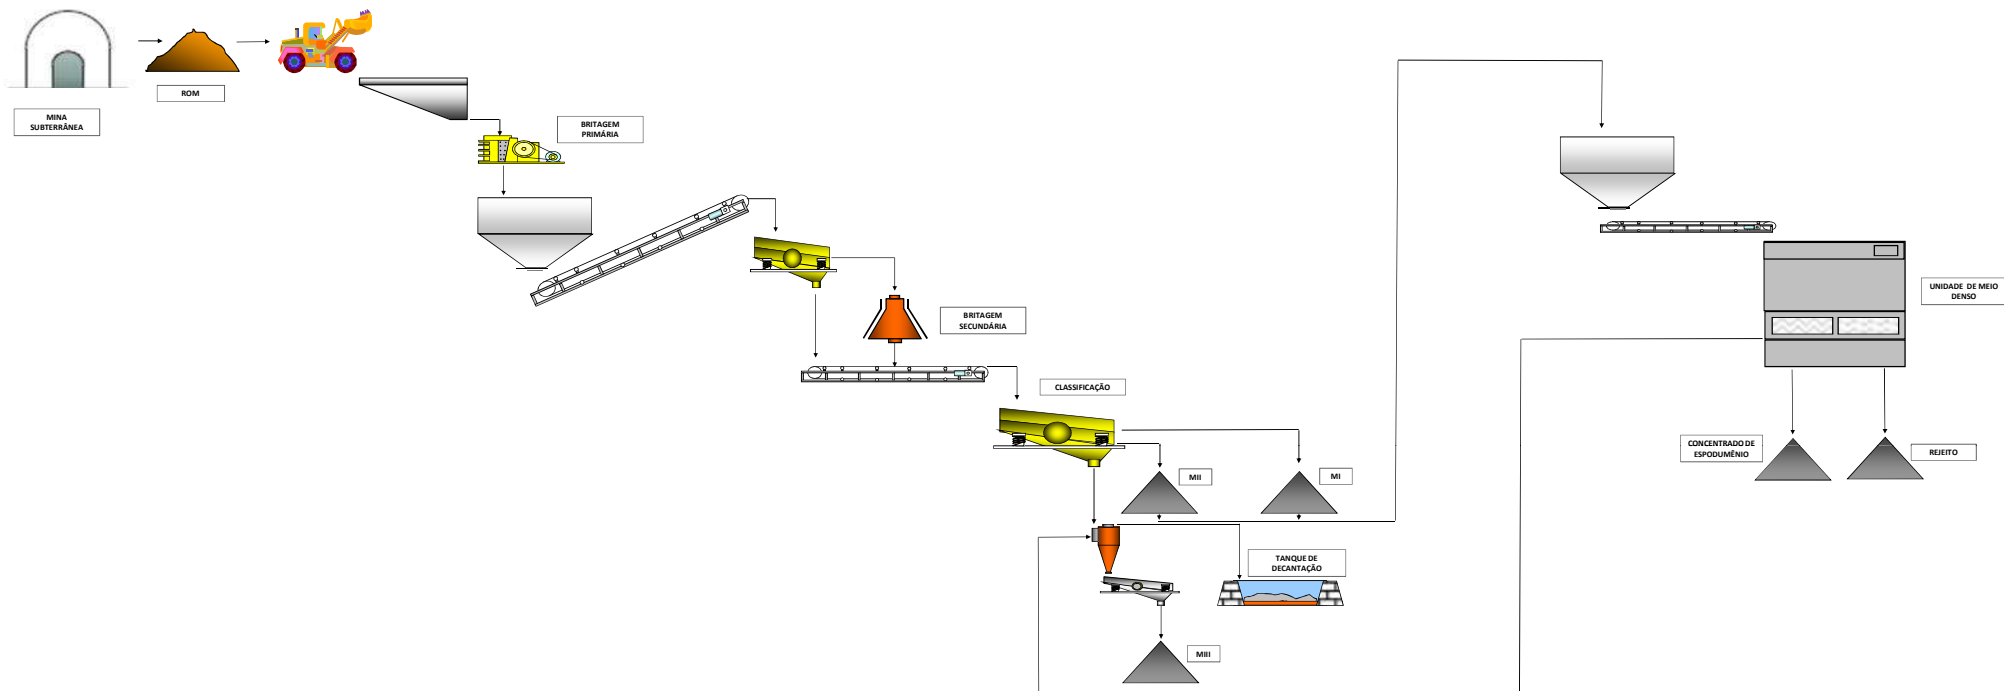 ROM
MINA
SUBTERRÂNEA
BRITAGEM
PRIMÁRIA
BRITAGEM
SECUNDÁRIA
CLASSIFICAÇÃO
MII
MI
TANQUE DE
DECANTAÇÃO
MIII
UNIDADE DE MEIO
DENSO
CONCENTRADO DE
ESPODUMÊNIO
REJEITO